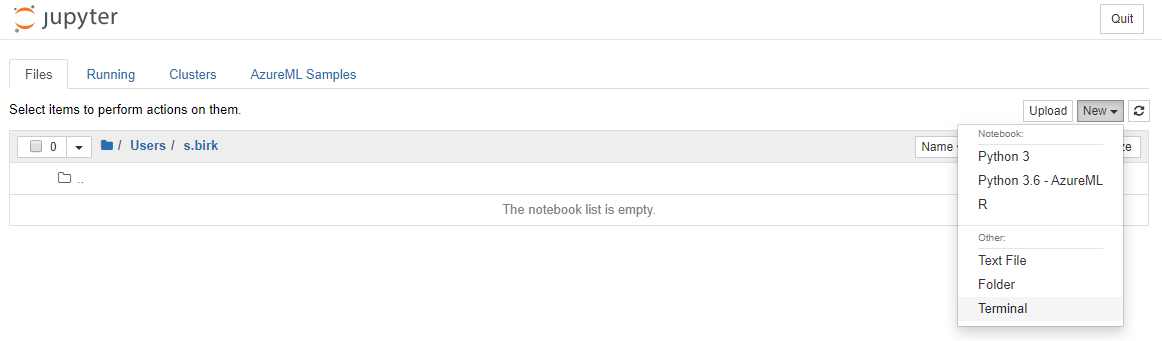 jupyter
Quit
Files Running Clusters AzureML Samples
Select items to perform actions on them.
Upload New
0 / Users / s.birk
Name
ze
..
The notebook list is empty.
Notebook:
Python 3
Python 3.6 - AzureML
R
Other:
Text File
Folder
Terminal